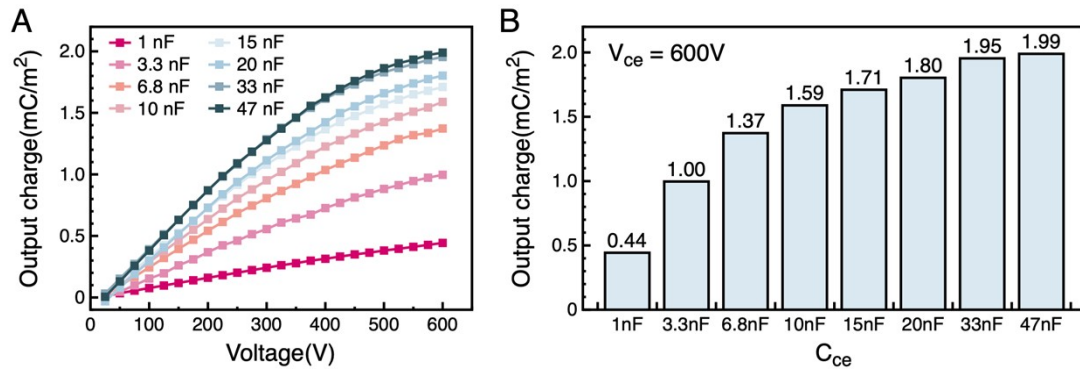 A
Output charge(mC/m²)
2.0
1.5
1.0
0.5
0
1 nF
3.3 nF
6.8 nF
10 nF
15 nF
20 nF
33 nF
47 nF
0 100 200 300 400 500 600
Voltage(V)
B
Output charge(mC/m²)
2.0
1.5
1.0
0.5
0
V_ce = 600V
0.44
1.00
1.37
1.59
1.71
1.80
1.95
1.99
1nF 3.3nF 6.8nF 10nF 15nF 20nF 33nF 47nF
C_ce